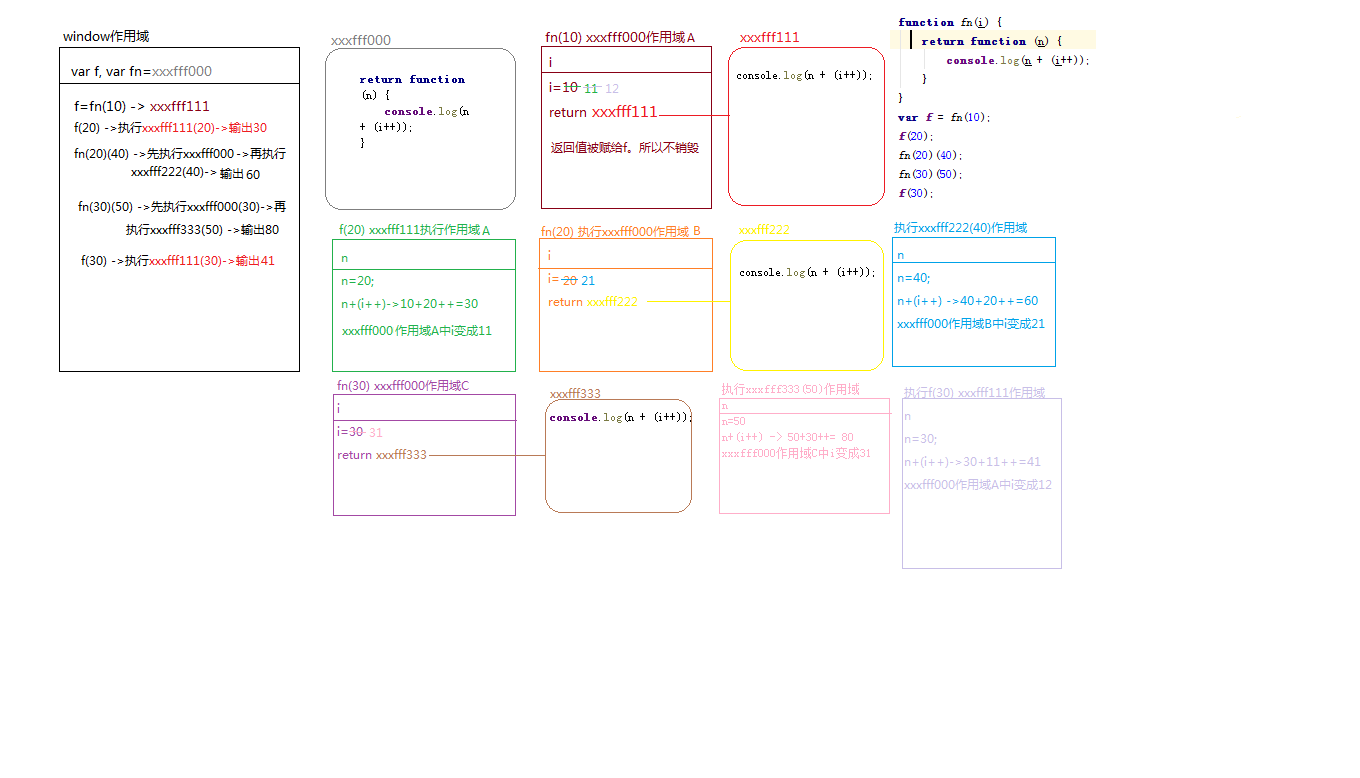 window作用域
var f, var fn=xxxfff000
f=fn(10) -> xxxfff111
f(20) ->执行xxxfff111(20)->输出30
fn(20)(40) ->先执行xxxfff000 ->再执行
xxxfff222(40)-> 输出60
fn(30)(50) ->先执行xxxfff000(30)->再
执行xxxfff333(50) ->输出80
f(30) ->执行xxxfff111(30)->输出41
xxxfff000
return function
(n) {
console.log(n
+ (i++));
}
fn(10) xxxfff000作用域A
i
i=10 11 12
return xxxfff111
返回值被赋给f。所以不销毁
xxxfff111
console.log(n + (i++));
function fn(i) {
return function (n) {
console.log(n + (i++));
}
}
var f = fn(10);
f(20);
fn(20)(40);
fn(30)(50);
f(30);
f(20) xxxfff111执行作用域A
n
n=20;
n+(i++)->10+20++=30
xxxfff000作用域A中i变成11
fn(20) 执行xxxfff000作用域 B
i
i= 20 21
return xxxfff222
xxxfff222
console.log(n + (i++));
执行xxxfff222(40)作用域
n
n=40;
n+(i++) ->40+20++=60
xxxfff000作用域B中i变成21
fn(30) xxxfff000作用域C
i
i=30 31
return xxxfff333
xxxfff333
console.log(n + (i++));
执行xxxfff333(50)作用域
n
n=50
n+(i++) -> 50+30++= 80
xxxfff000作用域C中i变成31
执行f(30) xxxfff111作用域
n
n=30;
n+(i++)->30+11++=41
xxxfff000作用域A中i变成12